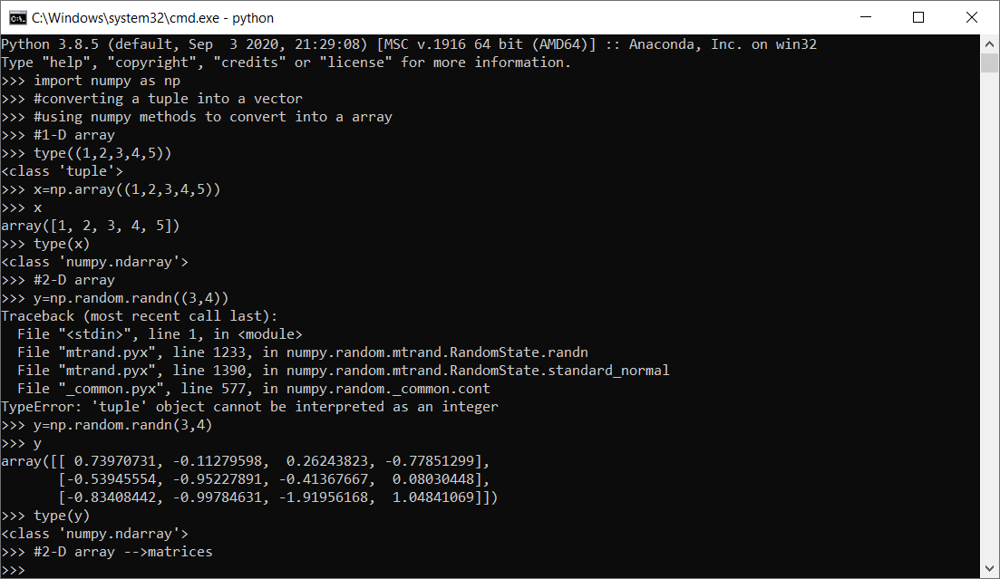 C:\Windows\system32\cmd.exe - python
Python 3.8.5 (default, Sep  3 2020, 21:29:08) [MSC v.1916 64 bit (AMD64)] :: Anaconda, Inc. on win32
Type "help", "copyright", "credits" or "license" for more information.
>>> import numpy as np
>>> #converting a tuple into a vector
>>> #using numpy methods to convert into a array
>>> #1-D array
>>> type((1,2,3,4,5))
<class 'tuple'>
>>> x=np.array((1,2,3,4,5))
>>> x
array([1, 2, 3, 4, 5])
>>> type(x)
<class 'numpy.ndarray'>
>>> #2-D array
>>> y=np.random.randn((3,4))
Traceback (most recent call last):
  File "<stdin>", line 1, in <module>
  File "mtrand.pyx", line 1233, in numpy.random.mtrand.RandomState.randn
  File "mtrand.pyx", line 1390, in numpy.random.mtrand.RandomState.standard_normal
  File "_common.pyx", line 577, in numpy.random._common.cont
TypeError: 'tuple' object cannot be interpreted as an integer
>>> y=np.random.randn(3,4)
>>> y
array([[ 0.73970731, -0.11279598,  0.26243823, -0.77851299],
       [-0.53945554, -0.95227891, -0.41367667,  0.08030448],
       [-0.83408442, -0.99784631, -1.91956168,  1.04841069]])
>>> type(y)
<class 'numpy.ndarray'>
>>> #2-D array -->matrices
>>>